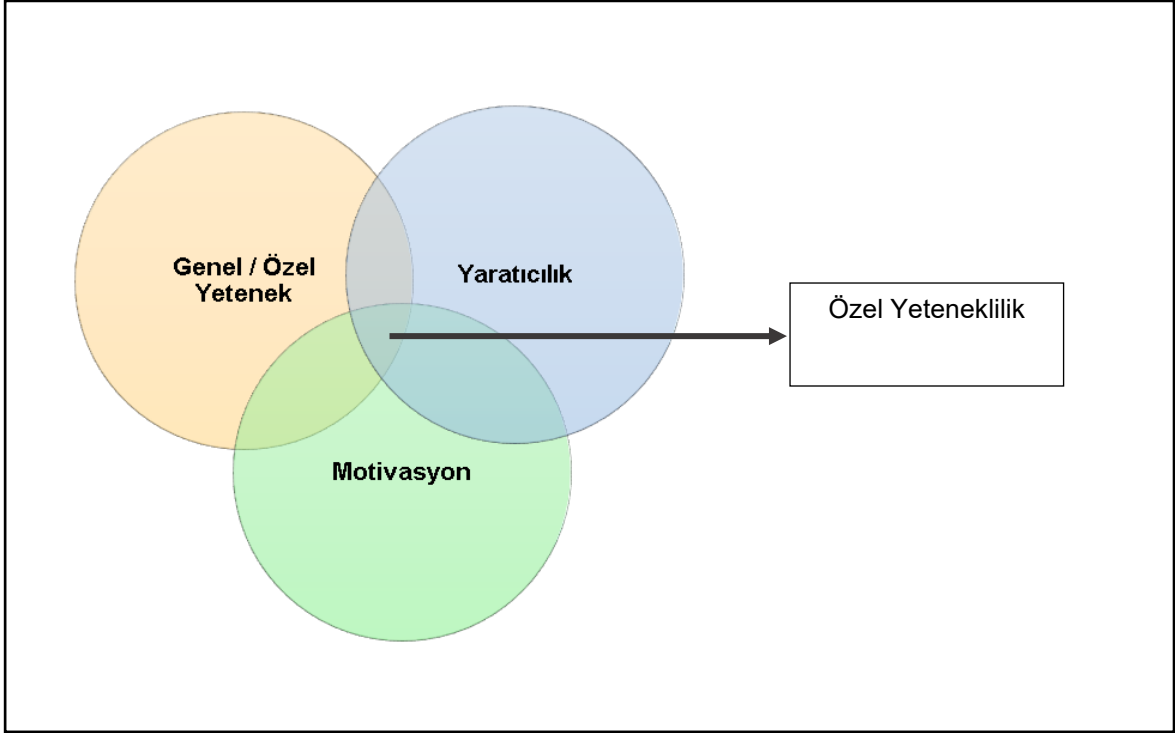 Genel / Özel
Yetenek
Yaratıcılık
Özel Yeteneklilik
Motivasyon